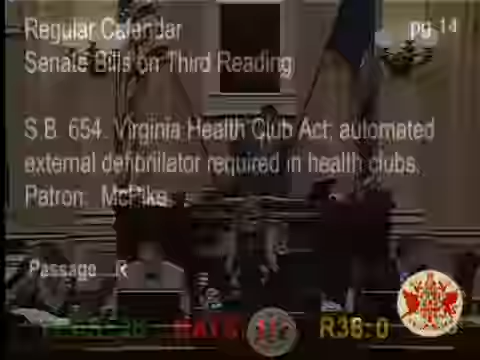 Regular Calendar
pg 14
Senate Bills on Third Reading
S.B. 654. Virginia Health Club Act; automated
external defibrillator required in health clubs.
Patron: McPike
Passage R
R36:0